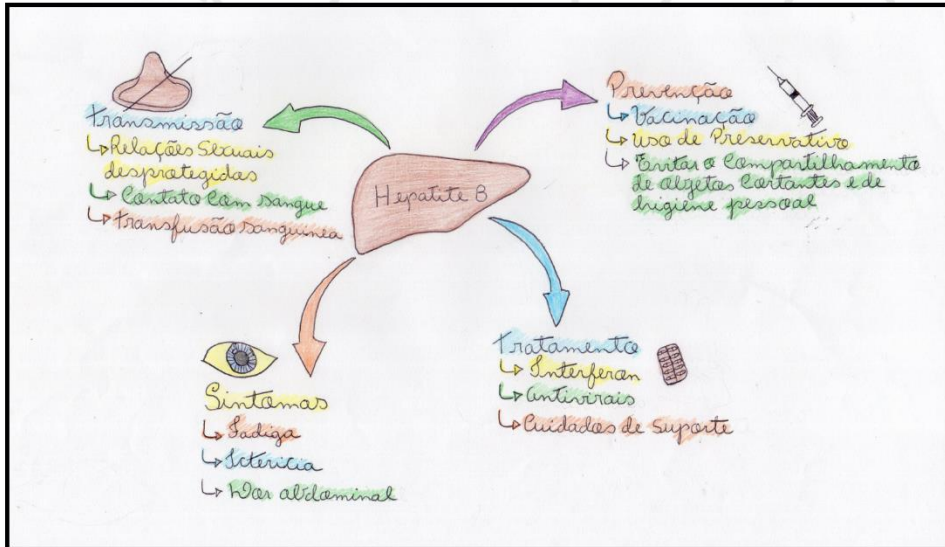 Hepatite B
Transmissão
Relações Sexuais
desprotegidas
Contato com sangue
Transfusão sanguínea
Prevenção
Vacinação
Uso de Preservativo
Evitar o Compartilhamento
de objetos Cortantes e de
higiene pessoal
Sintomas
Fadiga
Icterícia
Dor abdominal
Tratamento
Interferon
Antivirais
Cuidados de Suporte